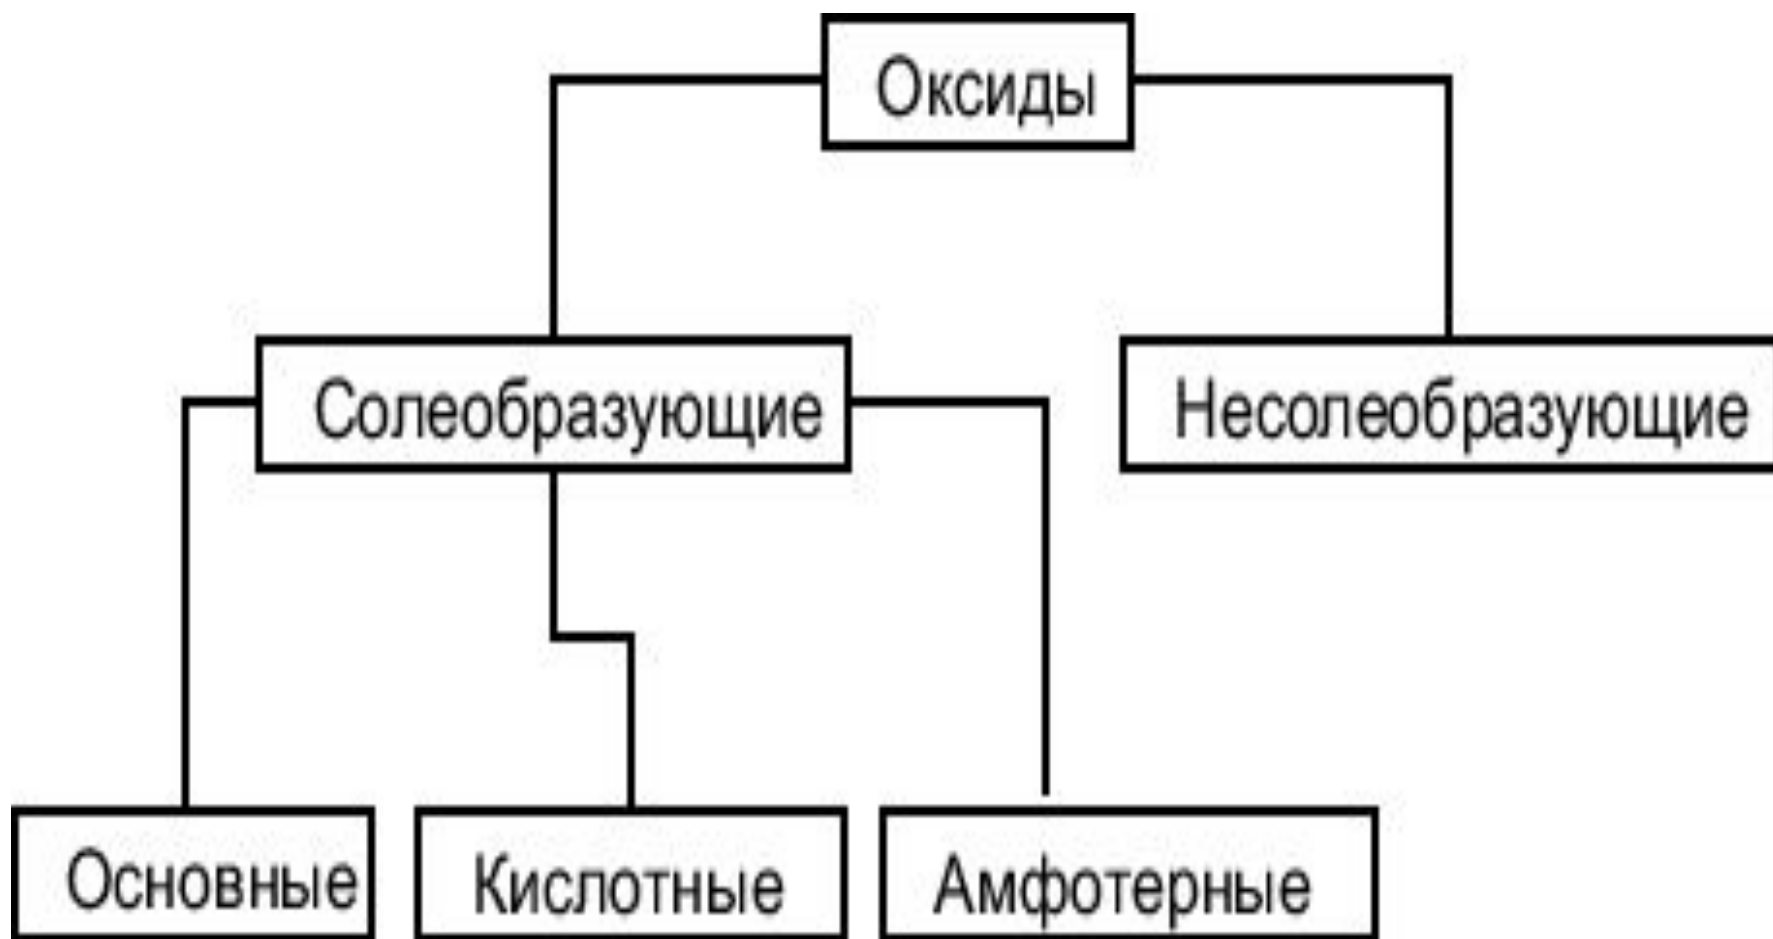 Оксиды
Солеобразующие
Несолеобразующие
Основные
Кислотные
Амфотерные